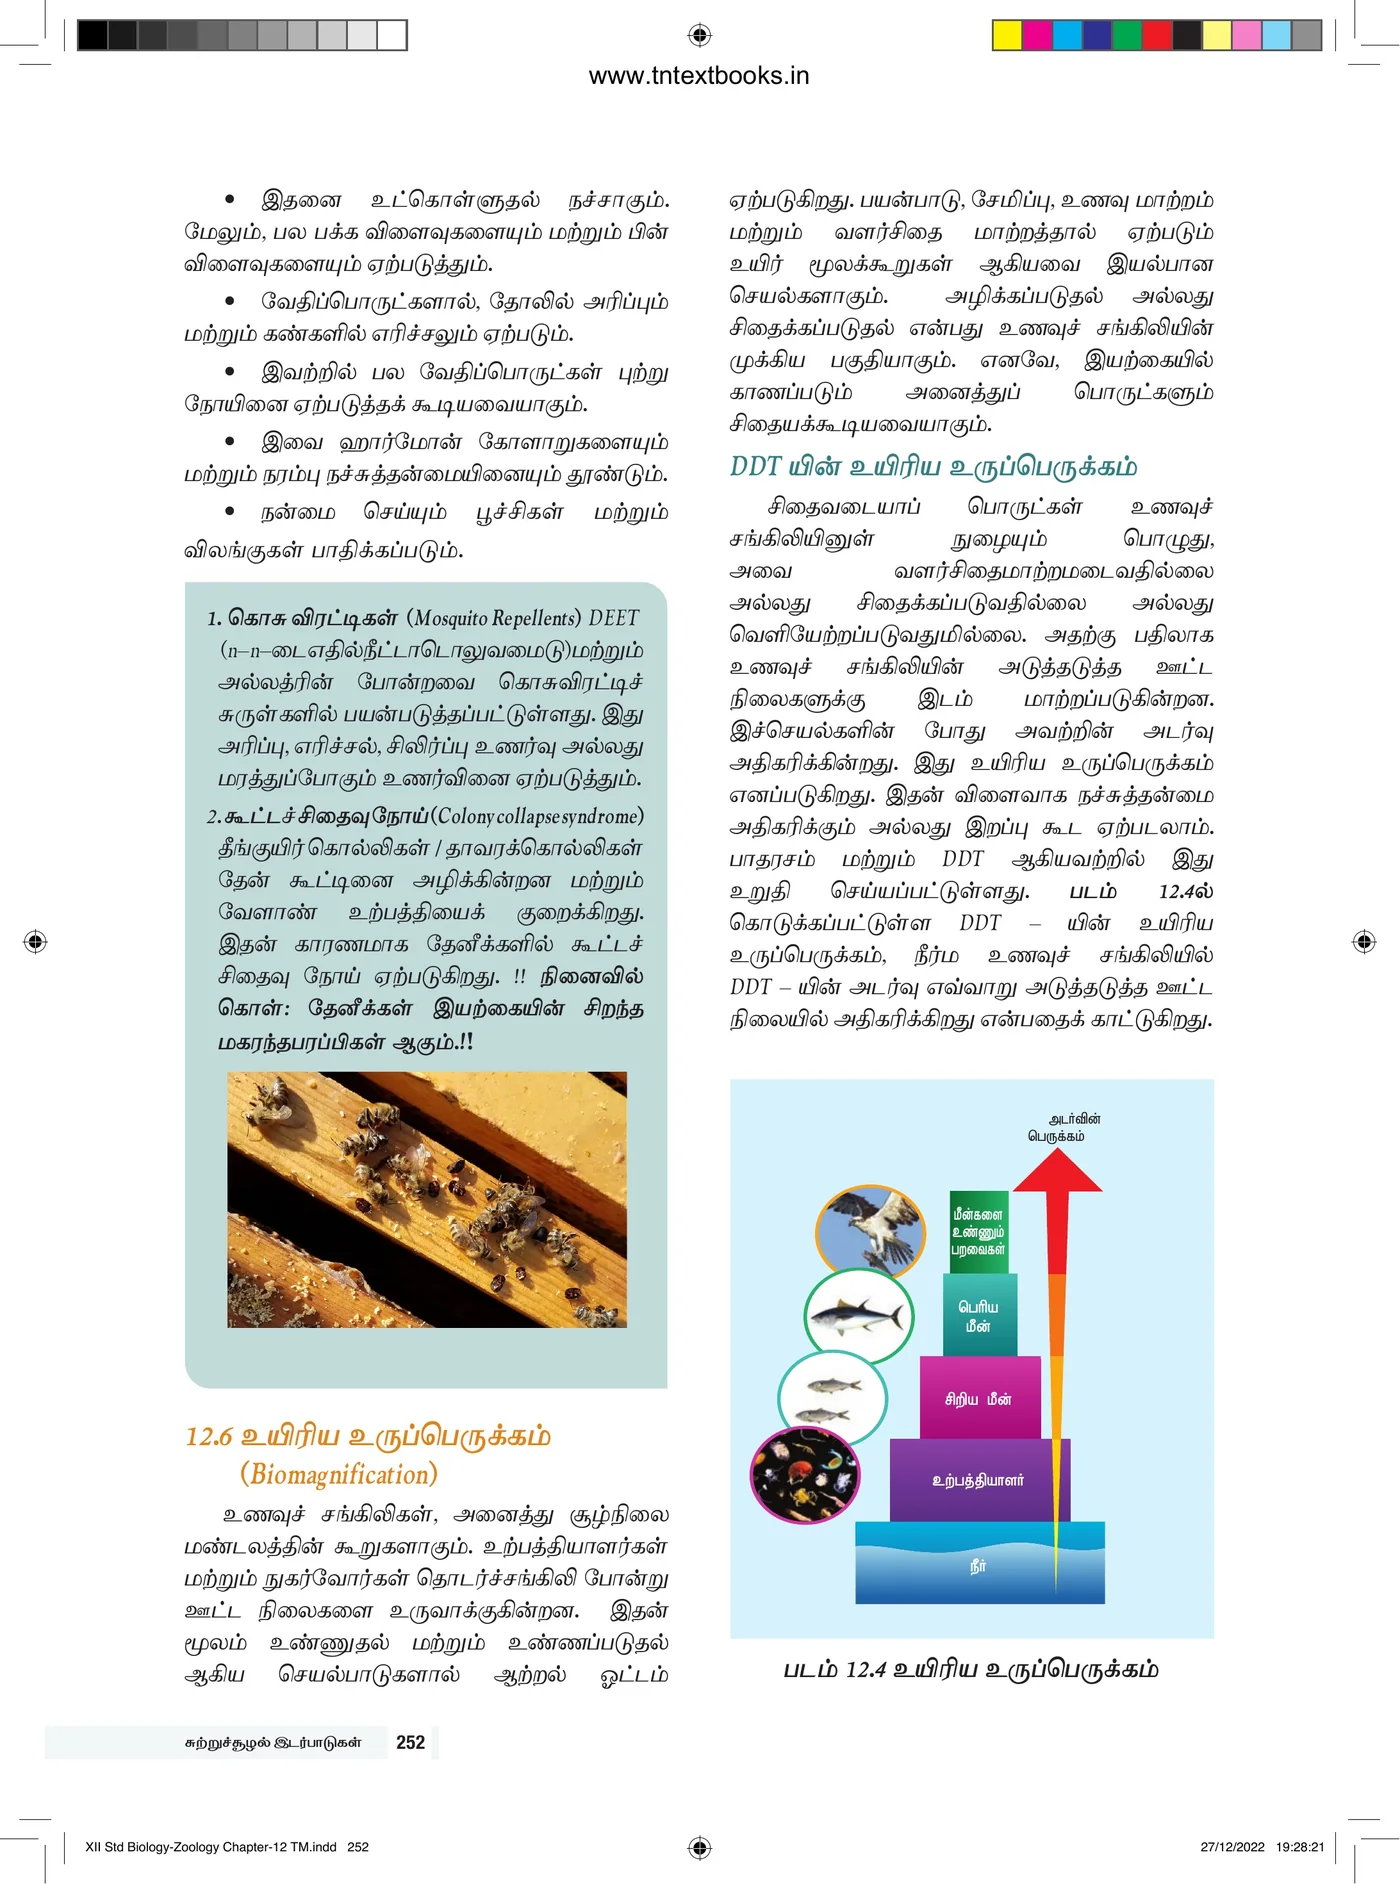 www.tntextbooks.in
• இதனை உட்கொள்ளுதல் நச்சாகும்.
மேலும், பல பக்க விளைவுகளையும் மற்றும் பின்
விளைவுகளையும் ஏற்படுத்தும்.
• வேதிப்பொருட்களால், தோலில் அரிப்பும்
மற்றும் கண்களில் எரிச்சலும் ஏற்படும்.
• இவற்றில் பல வேதிப்பொருட்கள் புற்று
நோயினை ஏற்படுத்தக் கூடியவையாகும்.
• இவை ஹார்மோன் கோளாறுகளையும்
மற்றும் நரம்பு நச்சுத்தன்மையினையும் தூண்டும்.
• நன்மை செய்யும் பூச்சிகள் மற்றும்
விலங்குகள் பாதிக்கப்படும்.
1. கொசு விரட்டிகள் (Mosquito Repellents) DEET
(n–n–டைஎதில்நீட்டாடொலுவமைடு)மற்றும்
அல்லத்ரின் போன்றவை கொசுவிரட்டிச்
சுருள்களில் பயன்படுத்தப்பட்டுள்ளது. இது
அரிப்பு, எரிச்சல், சிலிர்ப்பு உணர்வு அல்லது
மரத்துப்போகும் உணர்வினை ஏற்படுத்தும்.
2. கூட்டச் சிதைவு நோய் (Colony collapse syndrome)
தீங்குயிர் கொல்லிகள் / தாவரக்கொல்லிகள்
தேன் கூட்டினை அழிக்கின்றன மற்றும்
வேளாண் உற்பத்தியைக் குறைக்கிறது.
இதன் காரணமாக தேனீக்களில் கூட்டச்
சிதைவு நோய் ஏற்படுகிறது. !! நினைவில்
கொள்: தேனீக்கள் இயற்கையின் சிறந்த
மகரந்தபரப்பிகள் ஆகும்.!!
12.6 உயிரிய உருப்பெருக்கம்
(Biomagnification)
உணவுச் சங்கிலிகள், அனைத்து சூழ்நிலை
மண்டலத்தின் கூறுகளாகும். உற்பத்தியாளர்கள்
மற்றும் நுகர்வோர்கள் தொடர்ச்சங்கிலி போன்று
ஊட்ட நிலைகளை உருவாக்குகின்றன. இதன்
மூலம் உண்ணுதல் மற்றும் உண்ணப்படுதல்
ஆகிய செயல்பாடுகளால் ஆற்றல் ஓட்டம்
ஏற்படுகிறது. பயன்பாடு, சேமிப்பு, உணவு மாற்றம்
மற்றும் வளர்சிதை மாற்றத்தால் ஏற்படும்
உயிர் மூலக்கூறுகள் ஆகியவை இயல்பான
செயல்களாகும். அழிக்கப்படுதல் அல்லது
சிதைக்கப்படுதல் என்பது உணவுச் சங்கிலியின்
முக்கிய பகுதியாகும். எனவே, இயற்கையில்
காணப்படும் அனைத்துப் பொருட்களும்
சிதையக்கூடியவையாகும்.
DDT யின் உயிரிய உருப்பெருக்கம்
சிதைவடையாப் பொருட்கள் உணவுச்
சங்கிலியினுள் நுழையும் பொழுது,
அவை வளர்சிதைமாற்றமடைவதில்லை
அல்லது சிதைக்கப்படுவதில்லை அல்லது
வெளியேற்றப்படுவதுமில்லை. அதற்கு பதிலாக
உணவுச் சங்கிலியின் அடுத்தடுத்த ஊட்ட
நிலைகளுக்கு இடம் மாற்றப்படுகின்றன.
இச்செயல்களின் போது அவற்றின் அடர்வு
அதிகரிக்கின்றது. இது உயிரிய உருப்பெருக்கம்
எனப்படுகிறது. இதன் விளைவாக நச்சுத்தன்மை
அதிகரிக்கும் அல்லது இறப்பு கூட ஏற்படலாம்.
பாதரசம் மற்றும் DDT ஆகியவற்றில் இது
உறுதி செய்யப்பட்டுள்ளது. படம் 12.4ல்
கொடுக்கப்பட்டுள்ள DDT – யின் உயிரிய
உருப்பெருக்கம், நீர்ம உணவுச் சங்கிலியில்
DDT – யின் அடர்வு எவ்வாறு அடுத்தடுத்த ஊட்ட
நிலையில் அதிகரிக்கிறது என்பதைக் காட்டுகிறது.
அடர்வின்
பெருக்கம்
மீன்களை
உண்ணும்
பறவைகள்
பெரிய
மீன்
சிறிய மீன்
உற்பத்தியாளர்
நீர்
படம் 12.4 உயிரிய உருப்பெருக்கம்
சுற்றுச்சூழல் இடர்பாடுகள் 252
XII Std Biology-Zoology Chapter-12 TM.indd 252
27/12/2022 19:28:21